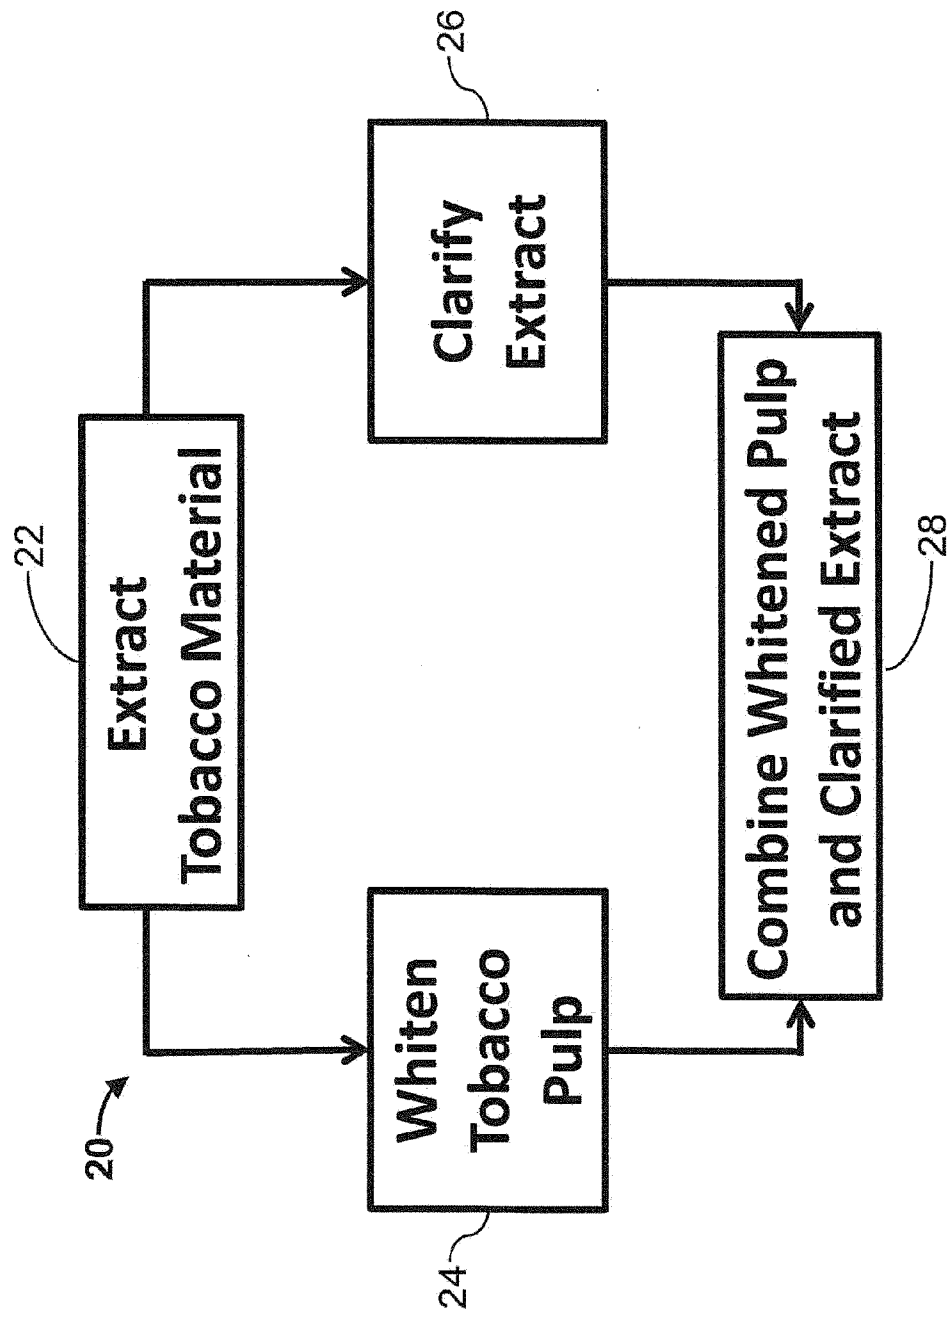 20
22
Extract
Tobacco Material
24
Whiten
Tobacco
Pulp
26
Clarify
Extract
Combine Whitened Pulp
and Clarified Extract
28